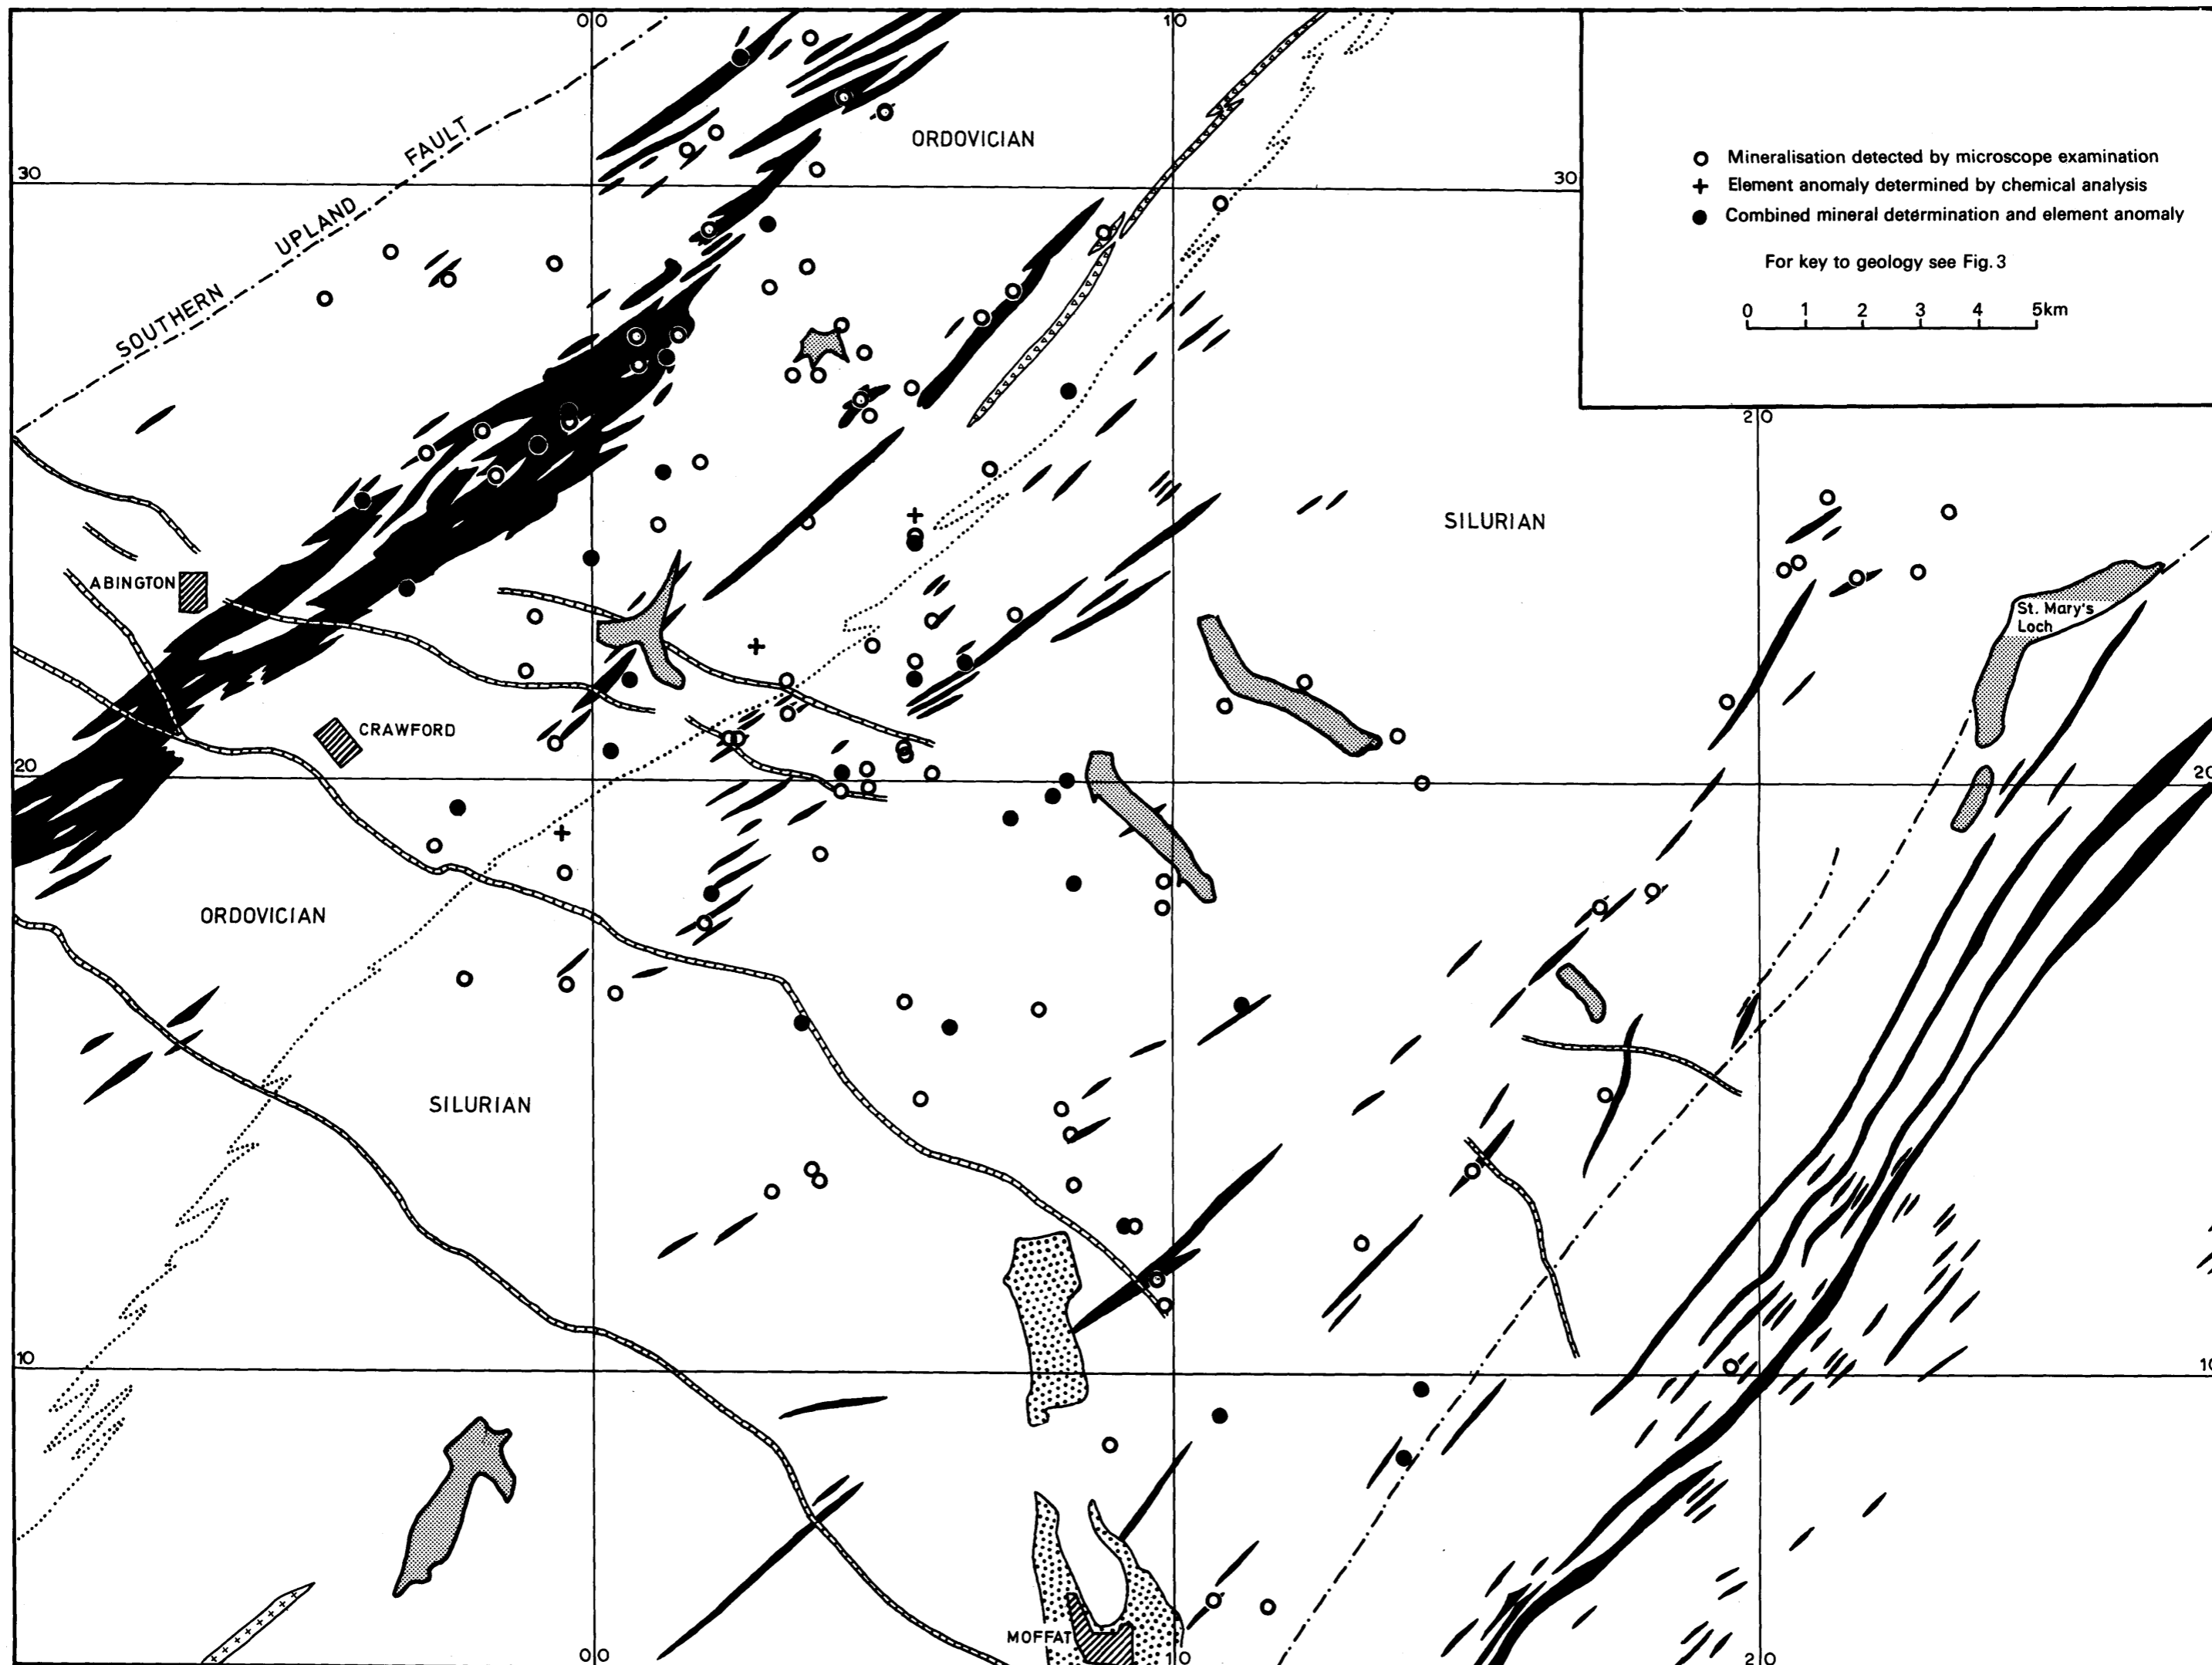 00
10
ORDOVICIAN
FAULT
UPLAND
SOUTHERN
30
30
Mineralisation detected by microscope examination
Element anomaly determined by chemical analysis
Combined mineral determination and element anomaly
For key to geology see Fig. 3
0 1 2 3 4 5km
20
SILURIAN
ABINGTON
St. Mary's
Loch
CRAWFORD
20
20
ORDOVICIAN
SILURIAN
10
10
MOFFAT
00
10
20